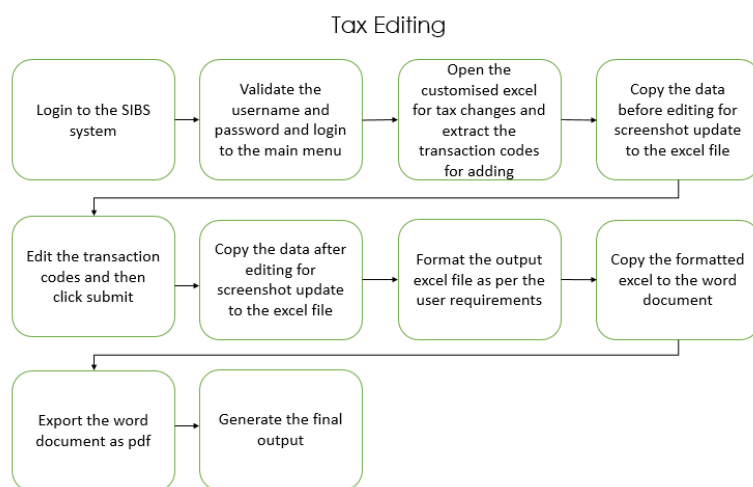 Tax Editing
Login to the SIBS
system
Validate the
username and
password and login
to the main menu
Open the
customised excel
for tax changes and
extract the
transaction codes
for adding
Copy the data
before editing for
screenshot update
to the excel file
Edit the transaction
codes and then
click submit
Copy the data after
editing for
screenshot update
to the excel file
Format the output
excel file as per the
user requirements
Copy the formatted
excel to the word
document
Export the word
document as pdf
Generate the final
output